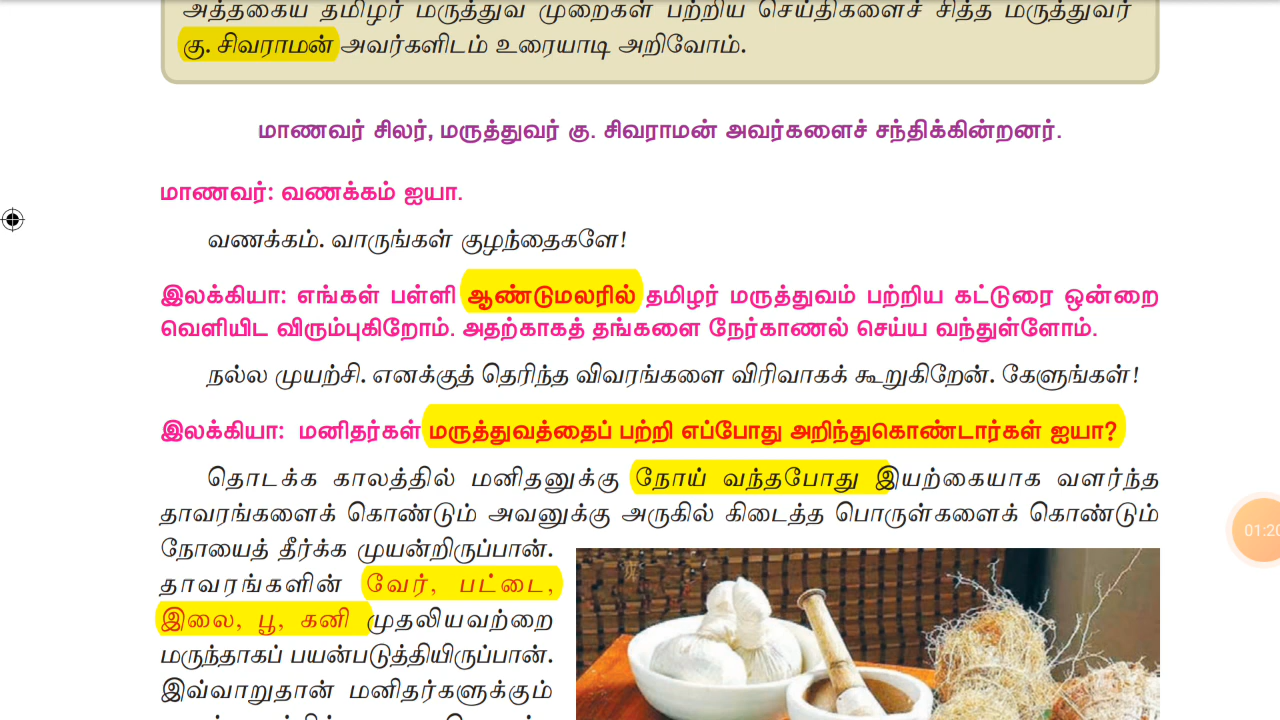 அத்தகைய தமிழர் மருத்துவ முறைகள் பற்றிய செய்திகளைச் சித்த மருத்துவர்
கு. சிவராமன் அவர்களிடம் உரையாடி அறிவோம்.
மாணவர் சிலர், மருத்துவர் கு. சிவராமன் அவர்களைச் சந்திக்கின்றனர்.
மாணவர்: வணக்கம் ஐயா.
வணக்கம். வாருங்கள் குழந்தைகளே!
இலக்கியா: எங்கள் பள்ளி ஆண்டுமலரில் தமிழர் மருத்துவம் பற்றிய கட்டுரை ஒன்றை
வெளியிட விரும்புகிறோம். அதற்காகத் தங்களை நேர்காணல் செய்ய வந்துள்ளோம்.
நல்ல முயற்சி. எனக்குத் தெரிந்த விவரங்களை விரிவாகக் கூறுகிறேன். கேளுங்கள்!
இலக்கியா: மனிதர்கள் மருத்துவத்தைப் பற்றி எப்போது அறிந்துகொண்டார்கள் ஐயா?
தொடக்க காலத்தில் மனிதனுக்கு நோய் வந்தபோது இயற்கையாக வளர்ந்த
தாவரங்களைக் கொண்டும் அவனுக்கு அருகில் கிடைத்த பொருள்களைக் கொண்டும்
நோயைத் தீர்க்க முயன்றிருப்பான்.
தாவரங்களின் வேர், பட்டை,
இலை, பூ, கனி முதலியவற்றை
மருந்தாகப் பயன்படுத்தியிருப்பான்.
இவ்வாறுதான் மனிதர்களுக்கும்
01:20